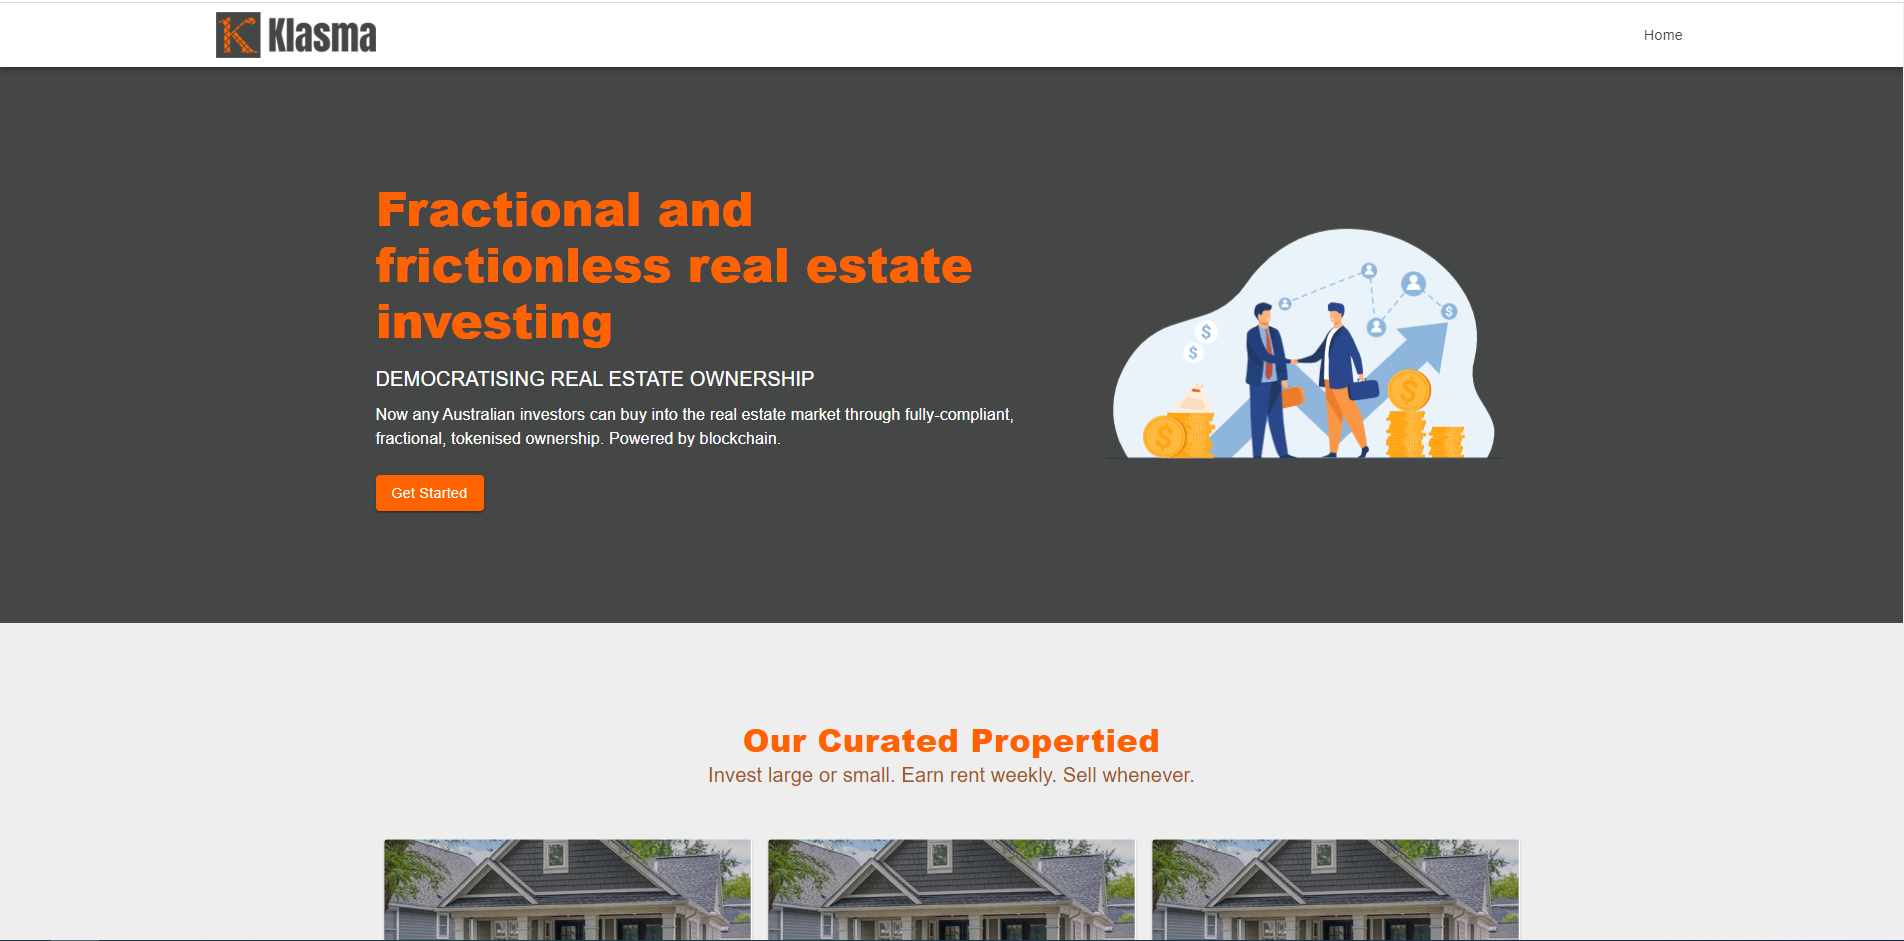 Klasma
Home
Fractional and
frictionless real estate
investing
DEMOCRATISING REAL ESTATE OWNERSHIP
Now any Australian investors can buy into the real estate market through fully-compliant,
fractional, tokenised ownership. Powered by blockchain.
Get Started
Our Curated Propertied
Invest large or small. Earn rent weekly. Sell whenever.